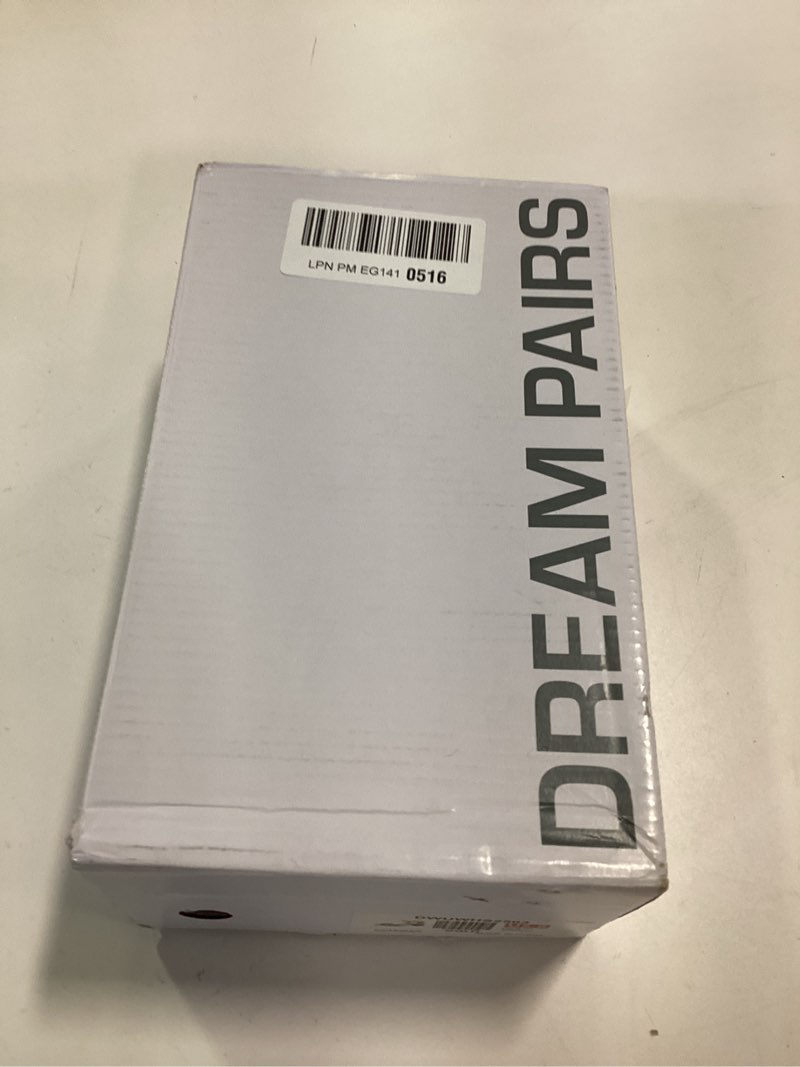 LPN PM EG141 0516
DREAM PAIRS